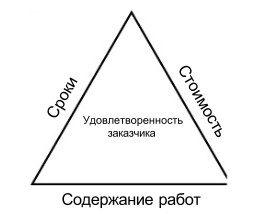 Сроки
Стоимость
Удовлетворенность
заказчика
Содержание работ